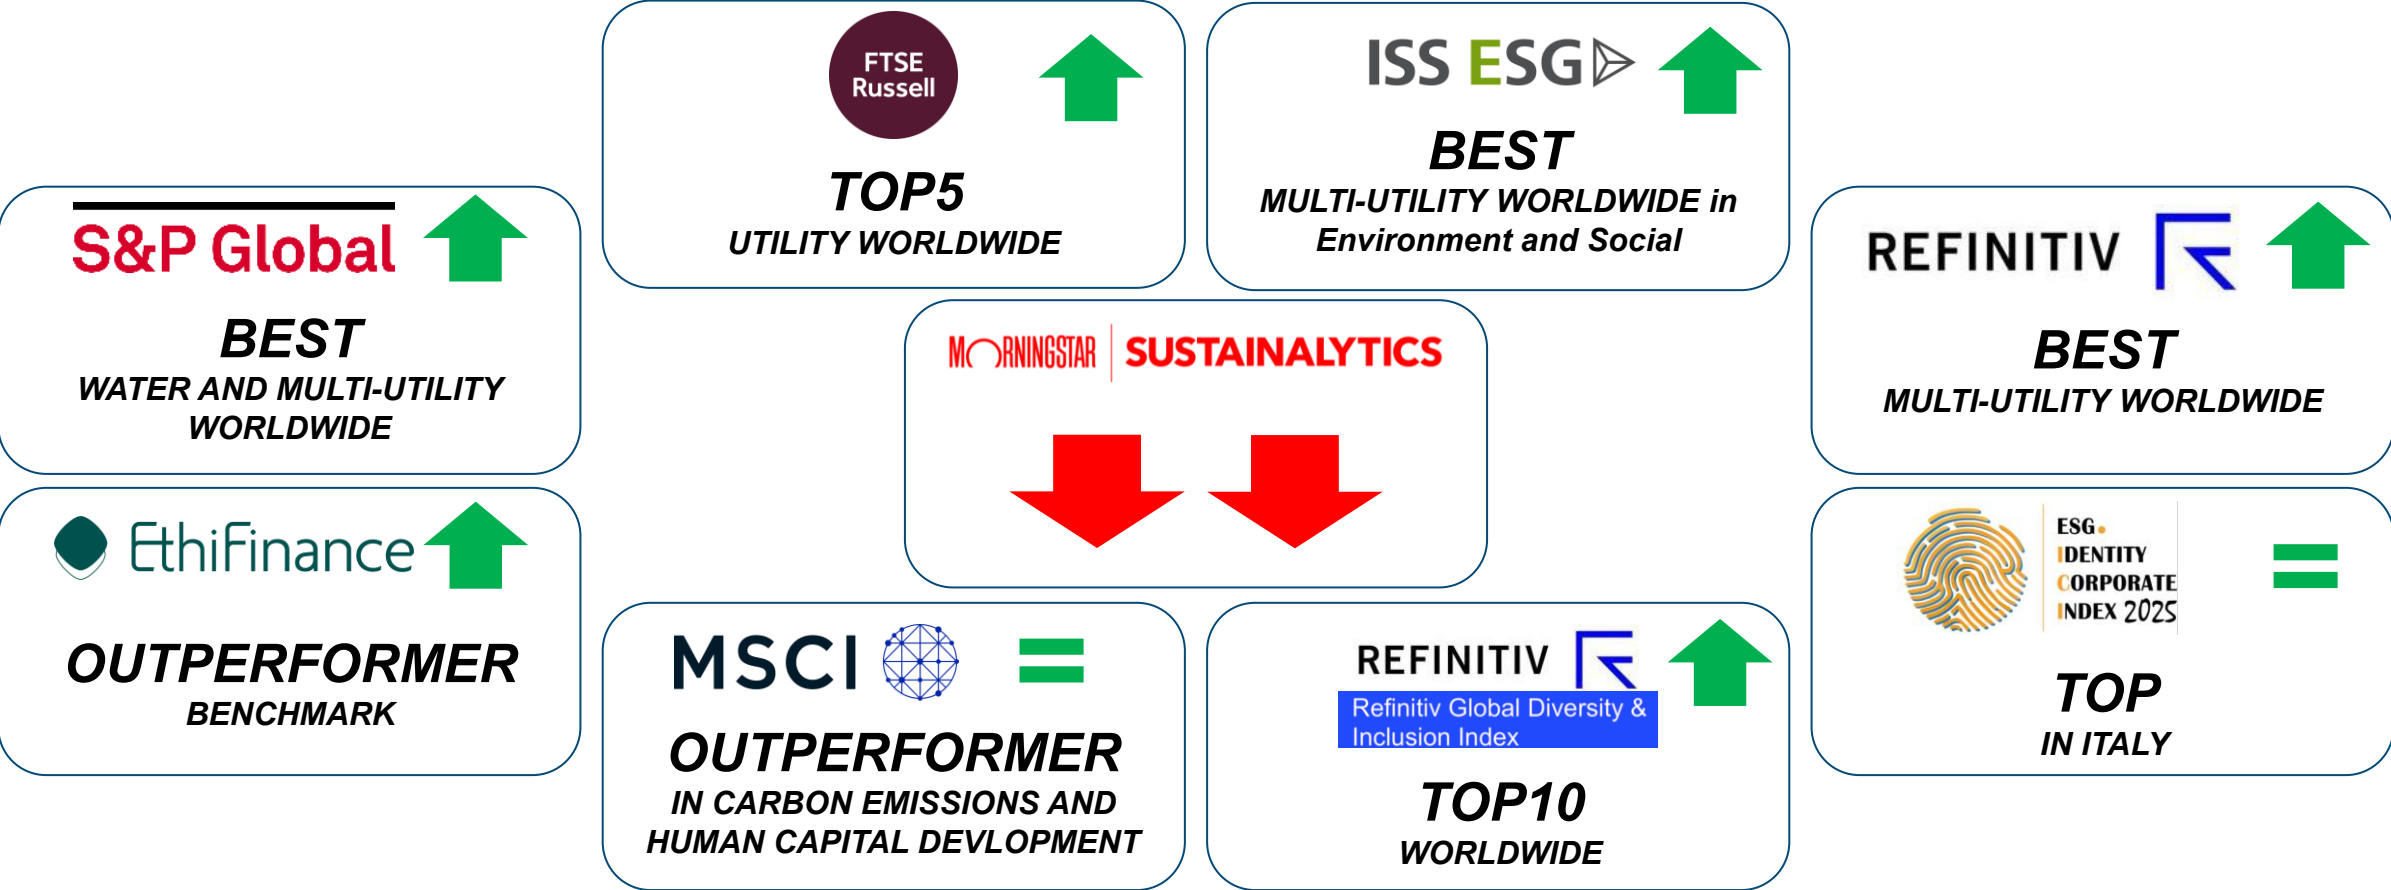 S&P Global
BEST
WATER AND MULTI-UTILITY
WORLDWIDE
EthiFinance
OUTPERFORMER
BENCHMARK
FTSE
Russell
TOP5
UTILITY WORLDWIDE
ISS ESG
BEST
MULTI-UTILITY WORLDWIDE in
Environment and Social
MORNINGSTAR | SUSTAINALYTICS
MSCI
OUTPERFORMER
IN CARBON EMISSIONS AND
HUMAN CAPITAL DEVLOPMENT
REFINITIV
Refinitiv Global Diversity &
Inclusion Index
TOP10
WORLDWIDE
REFINITIV
BEST
MULTI-UTILITY WORLDWIDE
ESG.
IDENTITY
CORPORATE
INDEX 2025
TOP
IN ITALY